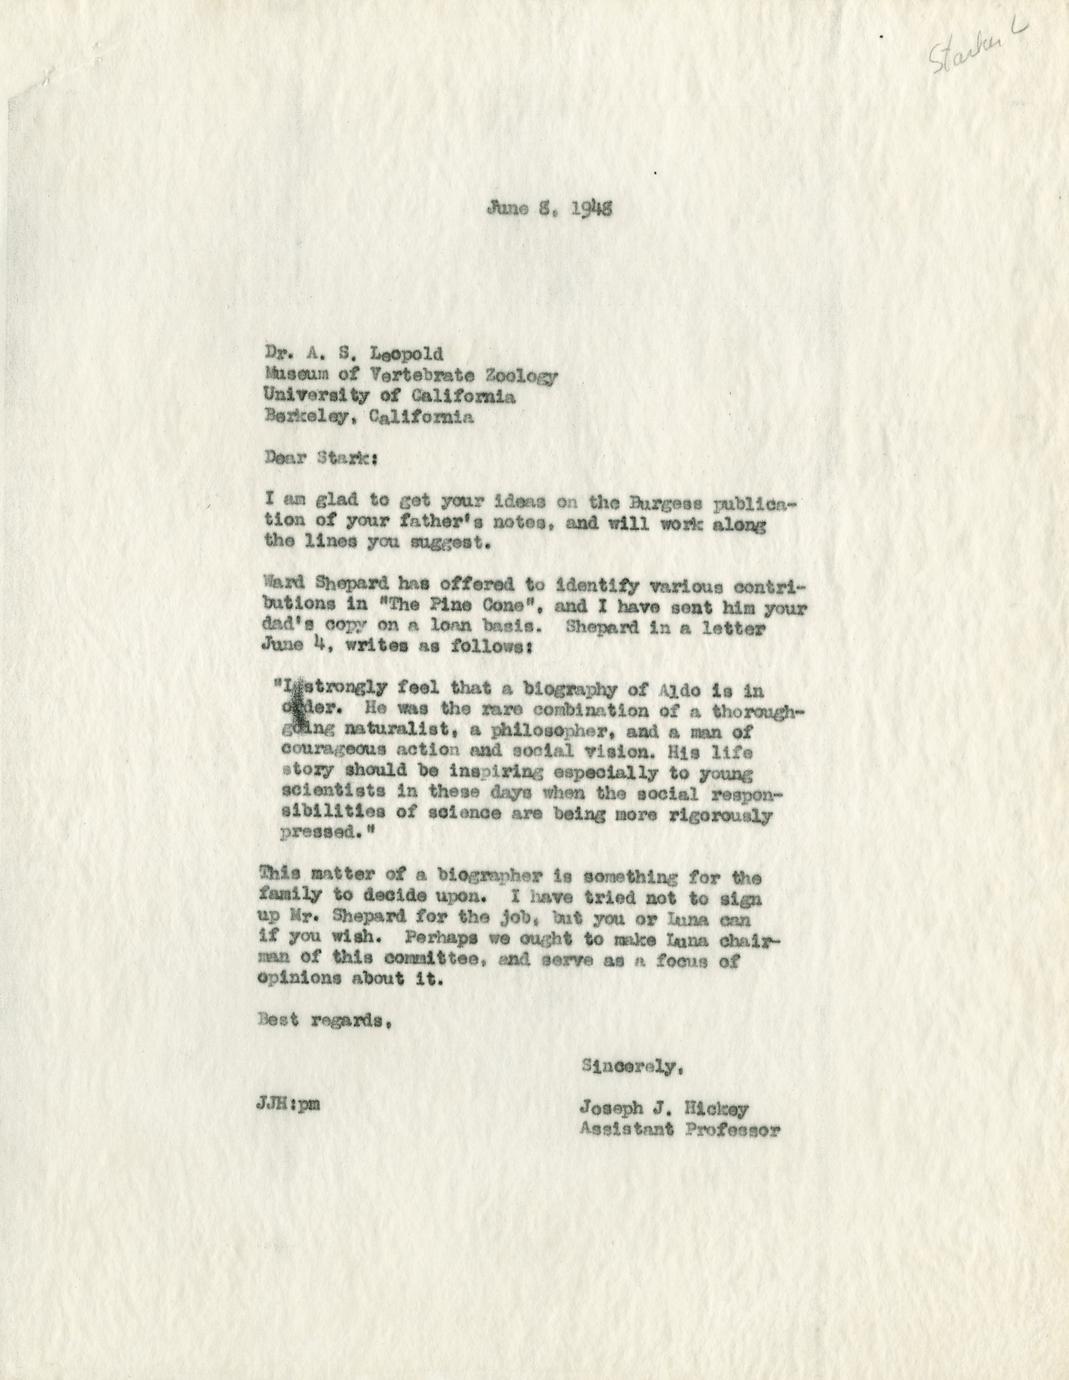 Starker L
June 8, 1948
Dr. A. S. Leopold
Museum of Vertebrate Zoology
University of California
Berkeley, California
Dear Stark:
I am glad to get your ideas on the Burgess publica-
tion of your father's notes, and will work along
the lines you suggest.
Ward Shepard has offered to identify various contri-
butions in "The Pine Cone", and I have sent him your
dad's copy on a loan basis.  Shepard in a letter
June 4, writes as follows:
"I strongly feel that a biography of Aldo is in
order.  He was the rare combination of a thorough-
going naturalist, a philosopher, and a man of
courageous action and social vision. His life
story should be inspiring especially to young
scientists in these days when the social respon-
sibilities of science are being more rigorously
pressed."
This matter of a biographer is something for the
family to decide upon.  I have tried not to sign
up Mr. Shepard for the job, but you or Luna can
if you wish.  Perhaps we ought to make Luna chair-
man of this committee, and serve as a focus of
opinions about it.
Best regards,
Sincerely,
JJH:pm
Joseph J. Hickey
Assistant Professor